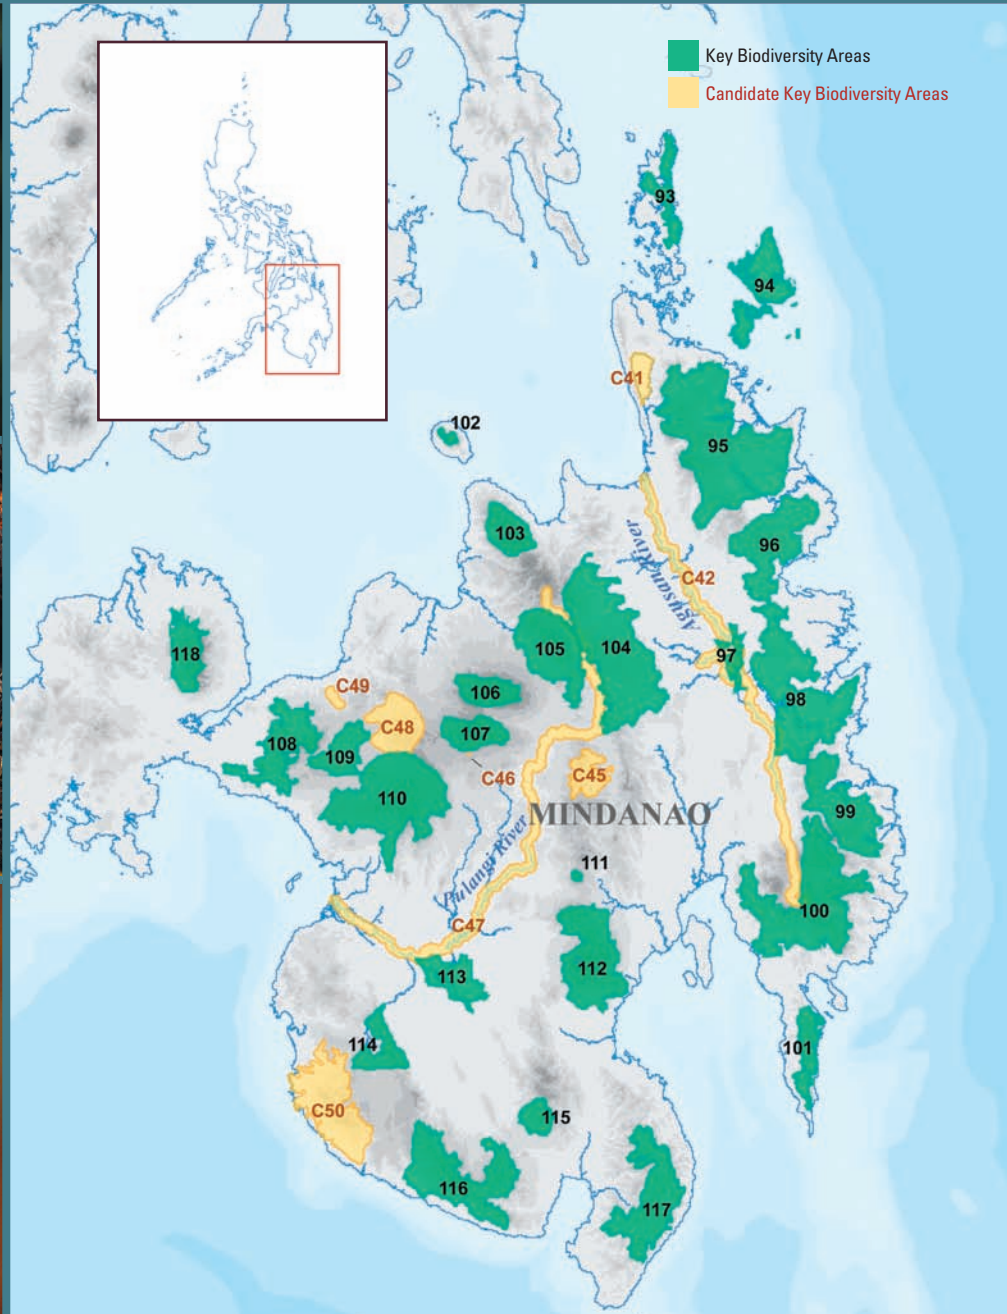 Key Biodiversity Areas
Candidate Key Biodiversity Areas
93
94
C41
95
102
103
96
Agusan River
C42
105
104
97
118
C49
106
98
C48
107
108
109
C46
C45
110
MINDANAO
99
111
Pulangi River
100
C47
112
113
114
101
C50
115
116
117